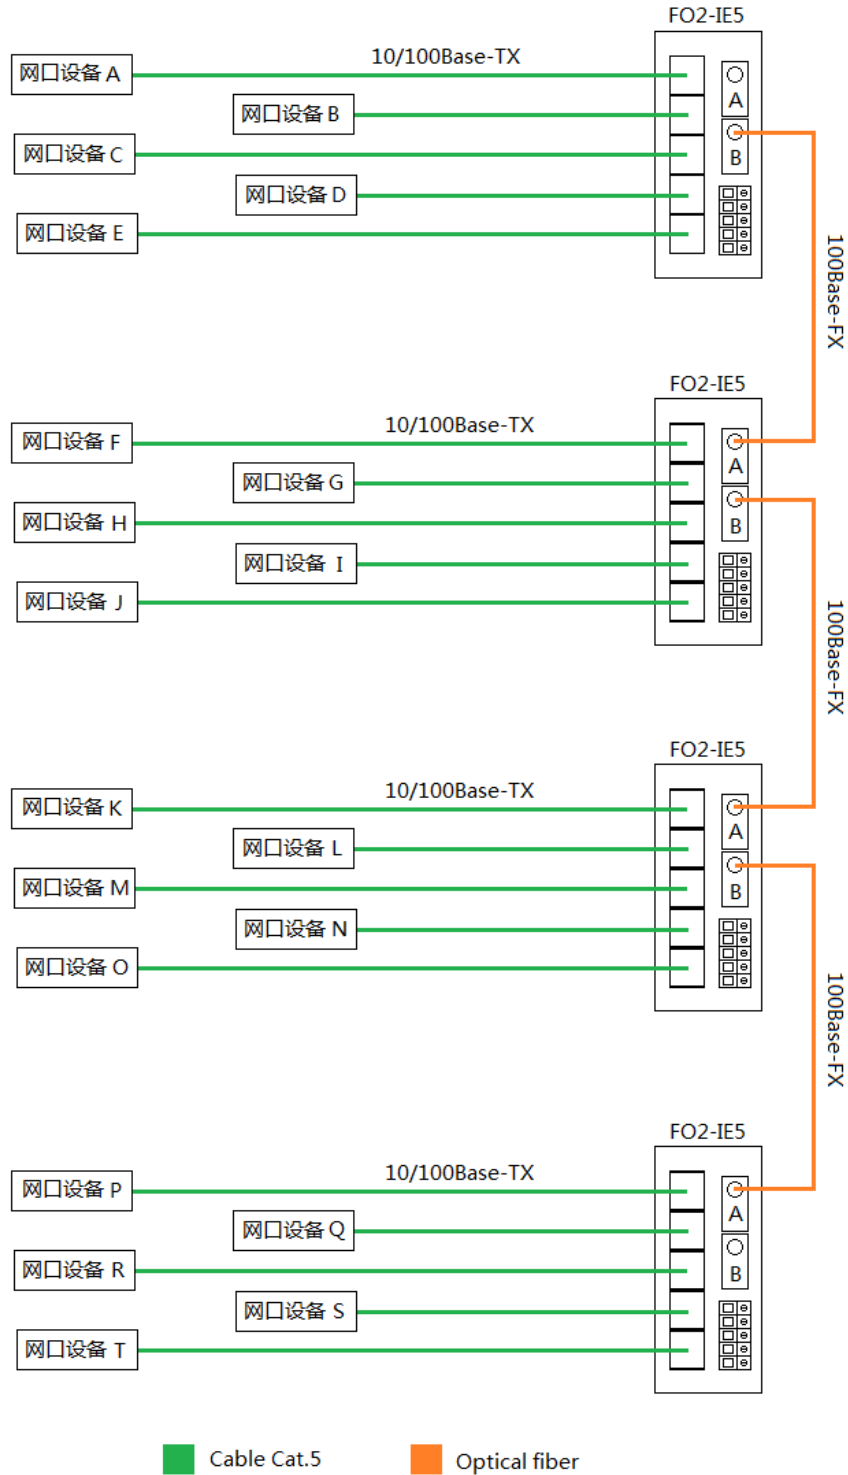 FO2-IE5
10/100Base-TX
网口设备 A
A
网口设备 B
B
网口设备 C
网口设备 D
网口设备 E
100Base-FX
FO2-IE5
10/100Base-TX
网口设备 F
A
网口设备 G
B
网口设备 H
网口设备 I
网口设备 J
100Base-FX
FO2-IE5
10/100Base-TX
网口设备 K
A
网口设备 L
B
网口设备 M
网口设备 N
网口设备 O
100Base-FX
FO2-IE5
10/100Base-TX
网口设备 P
A
网口设备 Q
B
网口设备 R
网口设备 S
网口设备 T
Cable Cat.5
Optical fiber